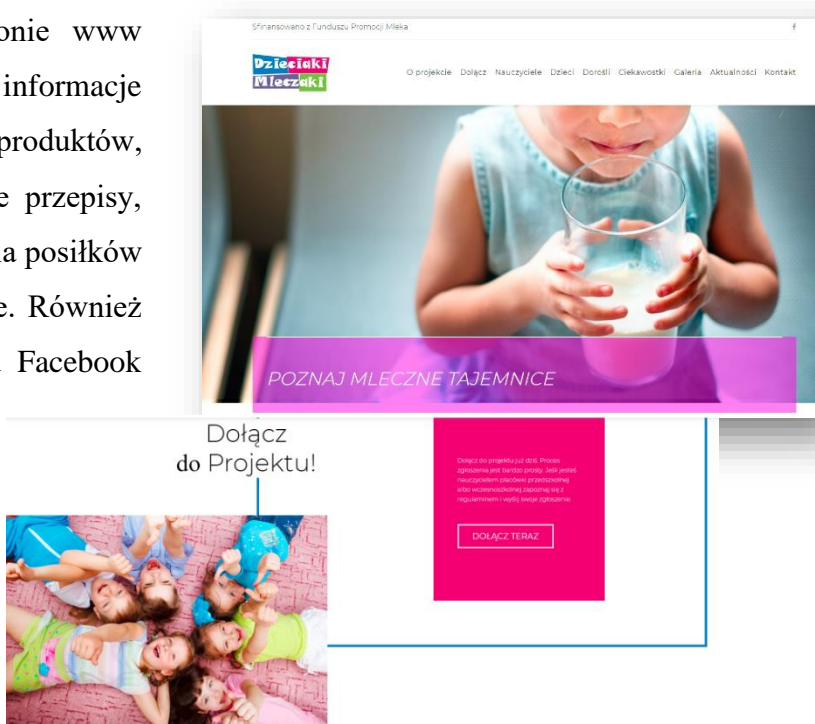 onie www
informacje
produktów,
e przepisy,
a posiłków
e. Również
Facebook
Sfinansowano z Funduszu Promocji Mleka
f
Dzieciaki
Mleczaki
O projekcie Dołącz Nauczyciele Dzieci Dorośli Ciekawostki Galeria Aktualności Kontakt
POZNAJ MLECZNE TAJEMNICE
Dołącz
do Projektu!
Dołącz do projektu już dziś. Proces
zgłoszenia jest bardzo prosty. Jeśli jesteś
nauczycielem placówki przedszkolnej
albo wczesnoszkolnej zapoznaj się z
regulaminem i wyślij swoje zgłoszenie.
DOŁĄCZ TERAZ